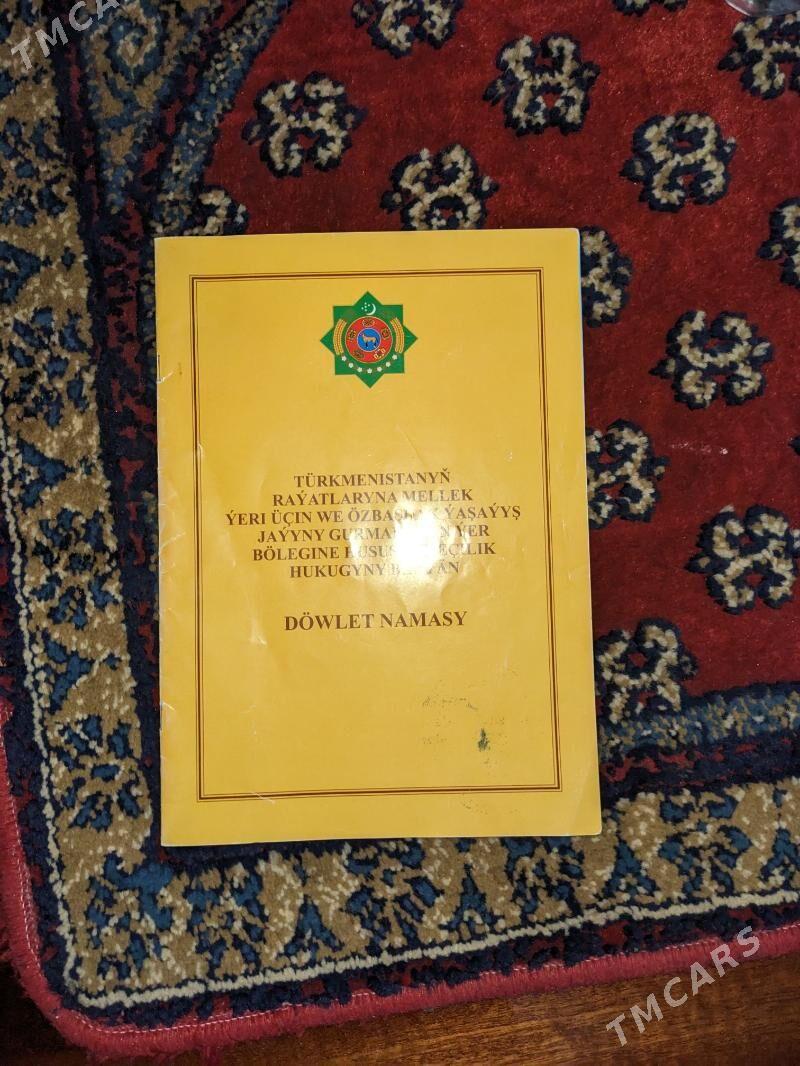 TMCARS
TÜRKMENISTANYŇ
RAÝATLARYNA MELLEK
ÝERI ÜÇIN WE ÝAŞAÝYŞ
JAÝYNY ÝER
BÖLEGINE
HUKUGYNY
DÖWLET NAMASY
TMCARS